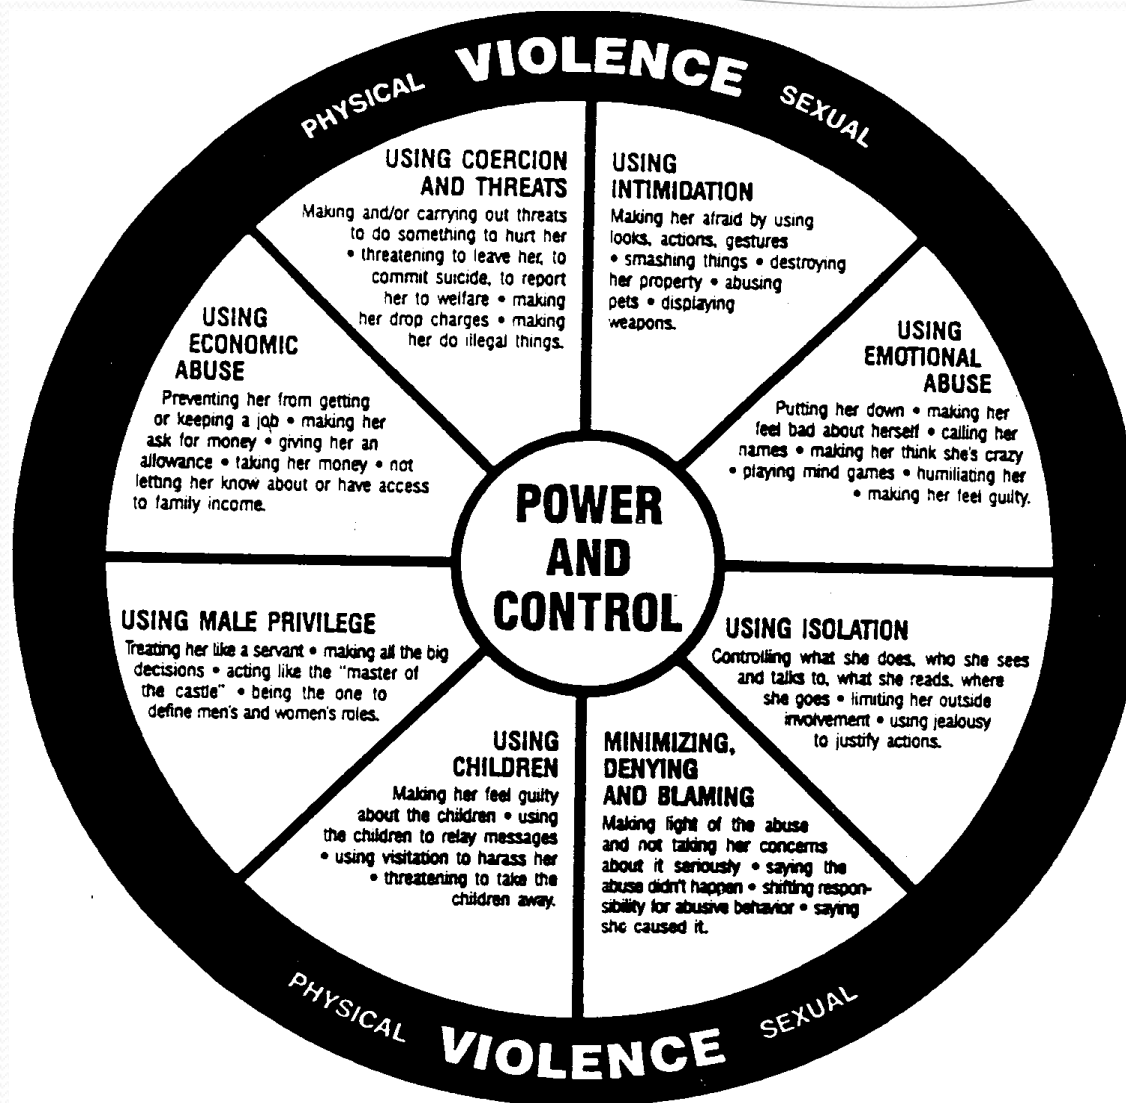 PHYSICAL VIOLENCE SEXUAL
USING COERCION
AND THREATS
Making and/or carrying out threats
to do something to hurt her
• threatening to leave her, to
commit suicide, to report
her to welfare • making
her drop charges • making
her do illegal things.
USING
INTIMIDATION
Making her afraid by using
looks, actions, gestures
• smashing things • destroying
her property • abusing
pets • displaying
weapons.
USING
EMOTIONAL
ABUSE
Putting her down • making her
feel bad about herself • calling her
names • making her think she's crazy
• playing mind games • humiliating her
• making her feel guilty.
USING ISOLATION
Controlling what she does, who she sees
and talks to, what she reads, where
she goes • limiting her outside
involvement • using jealousy
to justify actions.
MINIMIZING,
DENYING
AND BLAMING
Making light of the abuse
and not taking her concerns
about it seriously • saying the
abuse didn't happen • shifting respon-
sibility for abusive behavior • saying
she caused it.
USING
CHILDREN
Making her feel guilty
about the children • using
the children to relay messages
• using visitation to harass her
• threatening to take the
children away.
USING MALE PRIVILEGE
Treating her like a servant • making all the big
decisions • acting like the "master of
the castle" • being the one to
define men's and women's roles.
USING
ECONOMIC
ABUSE
Preventing her from getting
or keeping a job • making her
ask for money • giving her an
allowance • taking her money • not
letting her know about or have access
to family income.
POWER
AND
CONTROL
PHYSICAL VIOLENCE SEXUAL